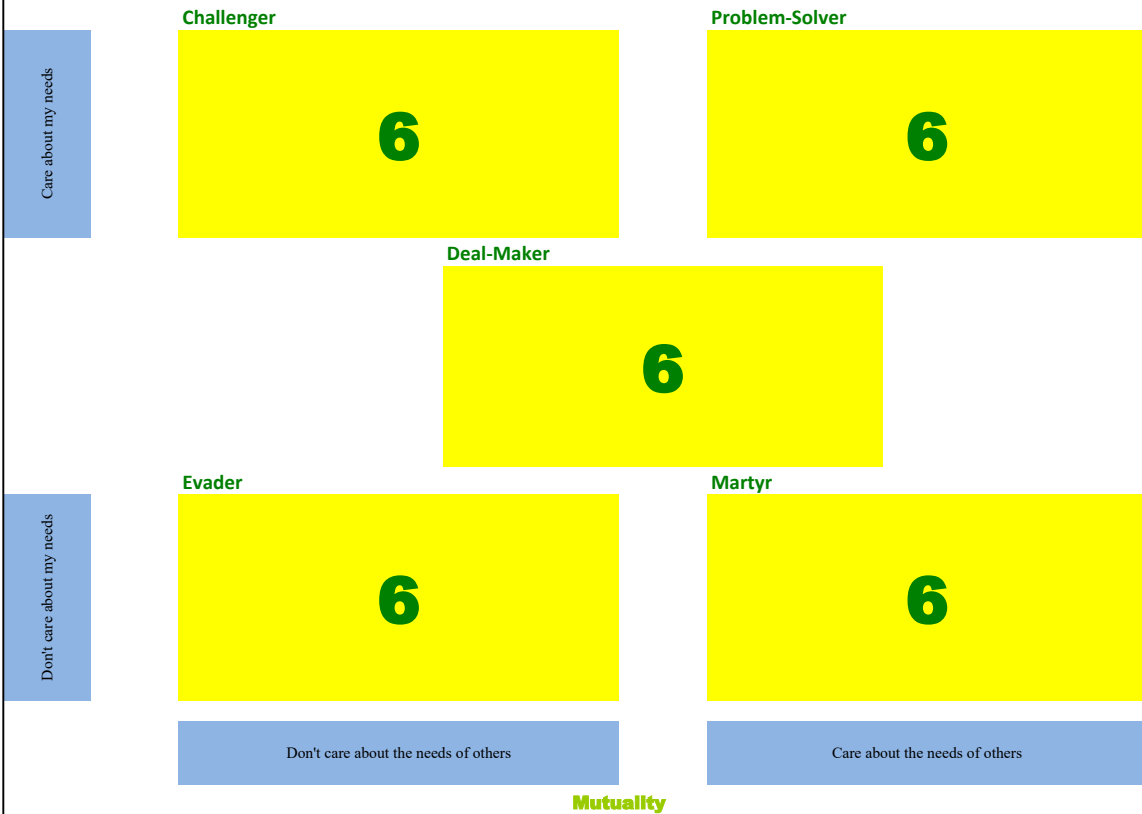 Challenger
Problem-Solver
Care about my needs
6
6
Deal-Maker
6
Evader
Martyr
Don't care about my needs
6
6
Don't care about the needs of others
Care about the needs of others
Mutuality